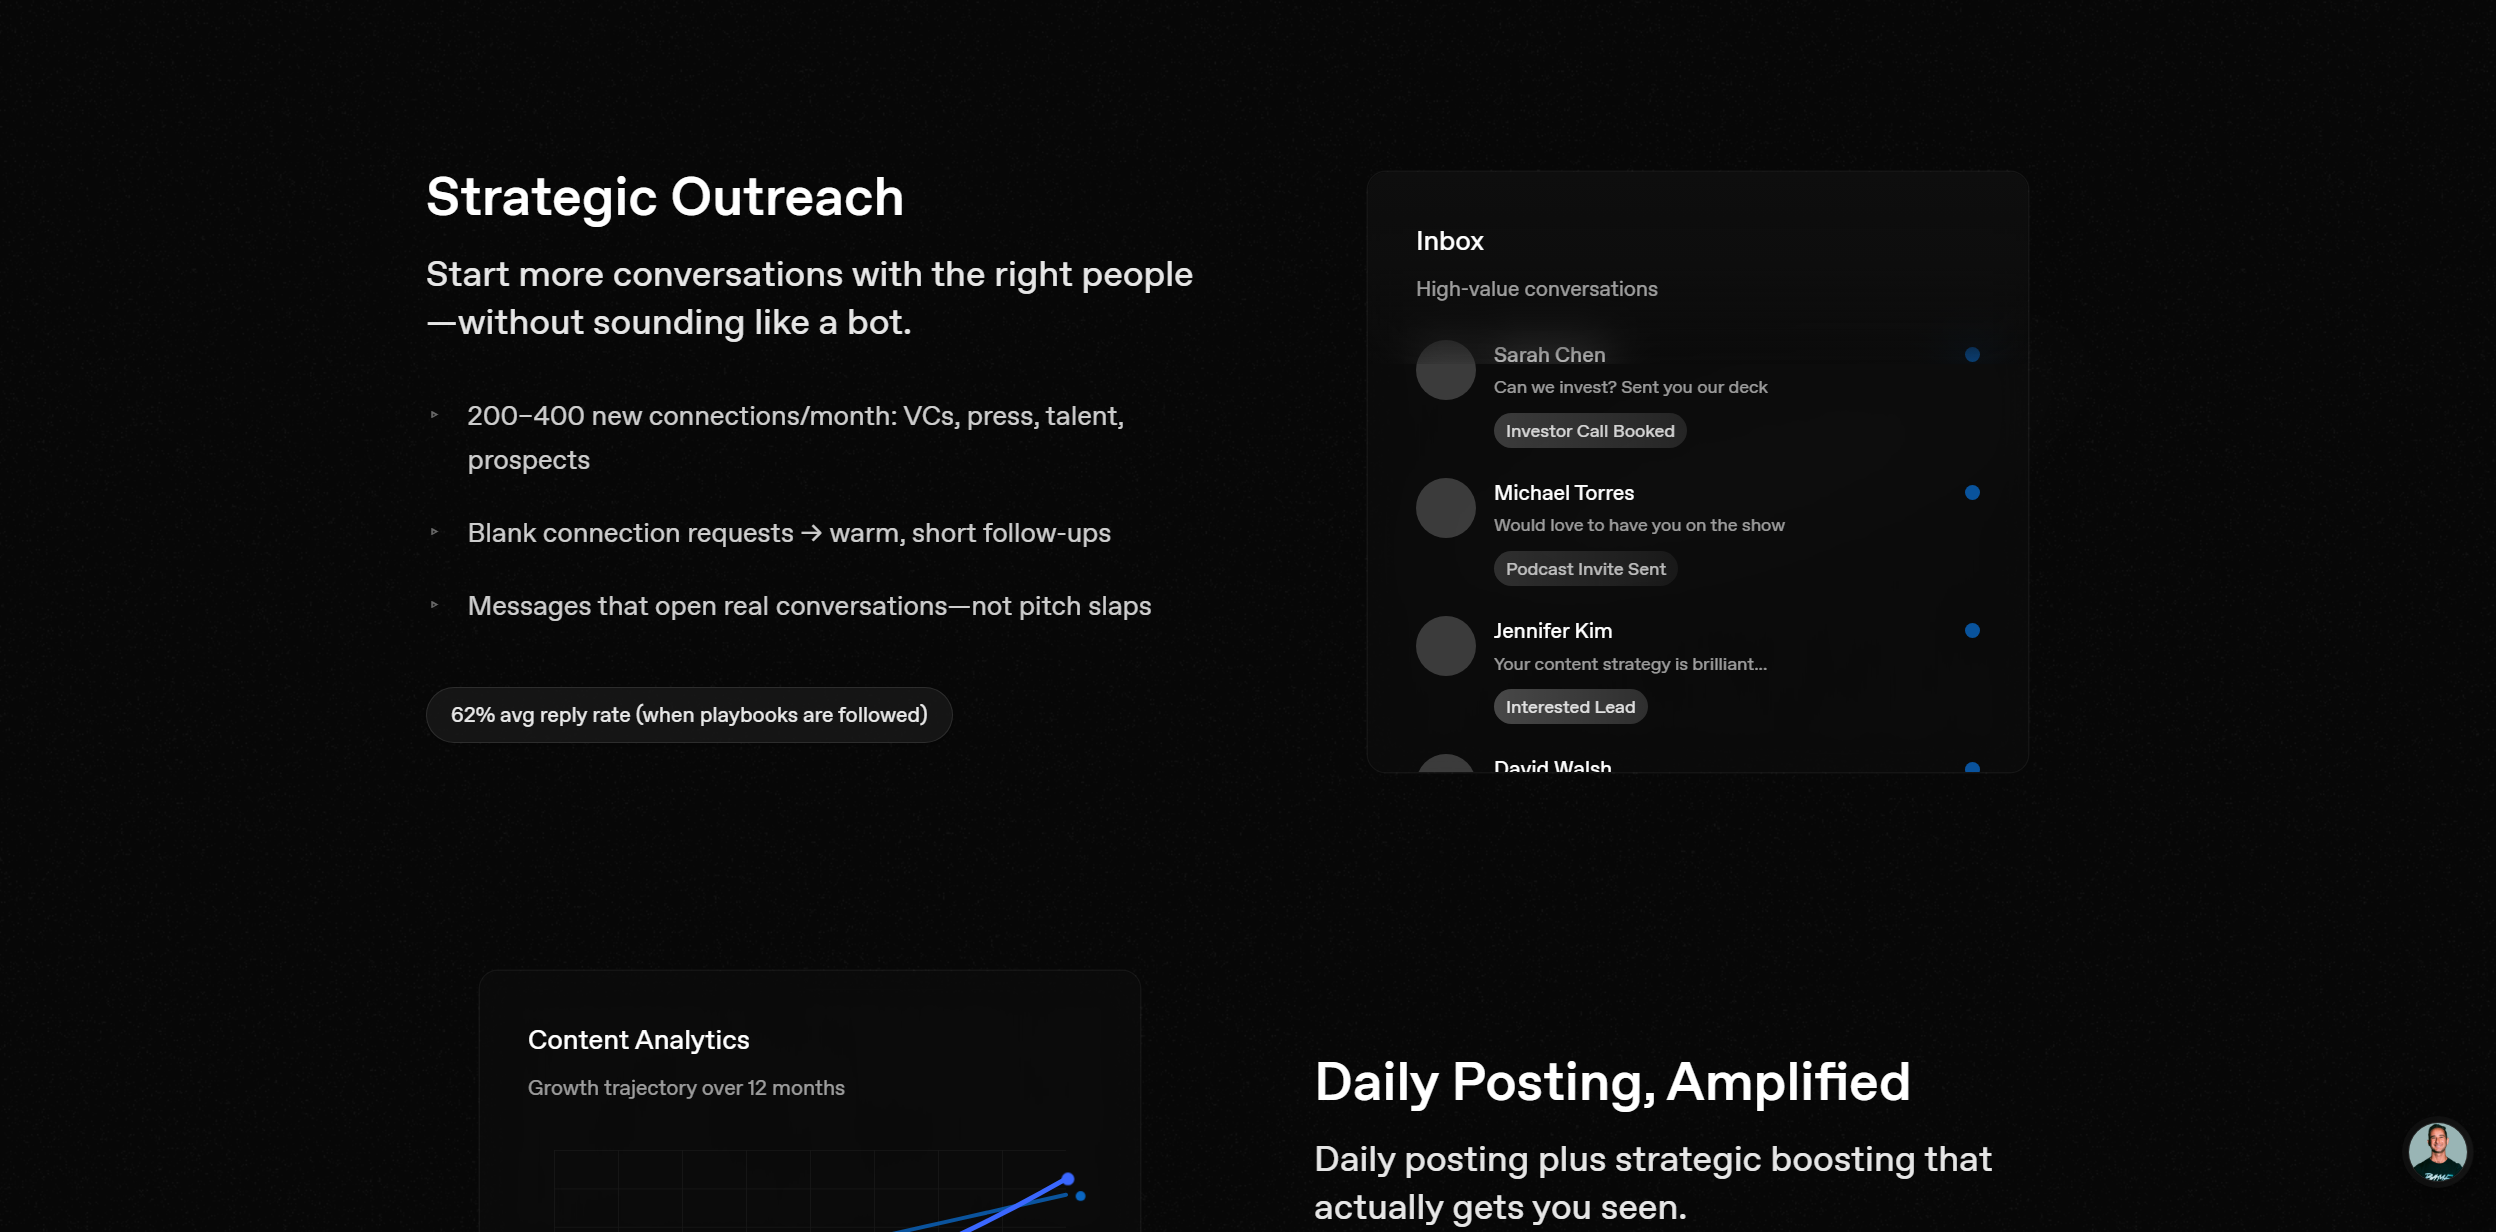 Strategic Outreach
Start more conversations with the right people
—without sounding like a bot.
200–400 new connections/month: VCs, press, talent,
prospects
Blank connection requests → warm, short follow-ups
Messages that open real conversations—not pitch slaps
62% avg reply rate (when playbooks are followed)
Inbox
High-value conversations
Sarah Chen
Can we invest? Sent you our deck
Investor Call Booked
Michael Torres
Would love to have you on the show
Podcast Invite Sent
Jennifer Kim
Your content strategy is brilliant...
Interested Lead
David Walsh
Content Analytics
Growth trajectory over 12 months
Daily Posting, Amplified
Daily posting plus strategic boosting that
actually gets you seen.